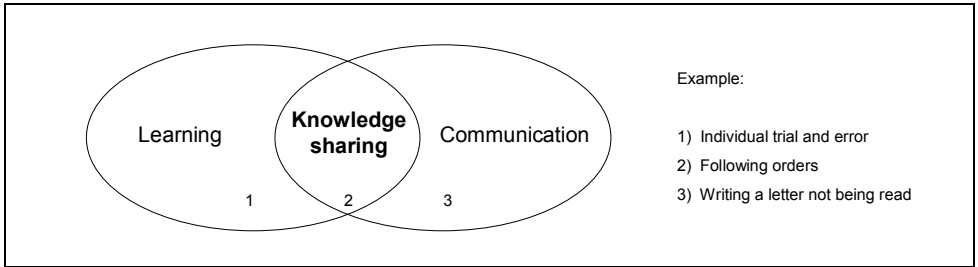 Learning
Knowledge
sharing
Communication
1
2
3
Example:
1) Individual trial and error
2) Following orders
3) Writing a letter not being read